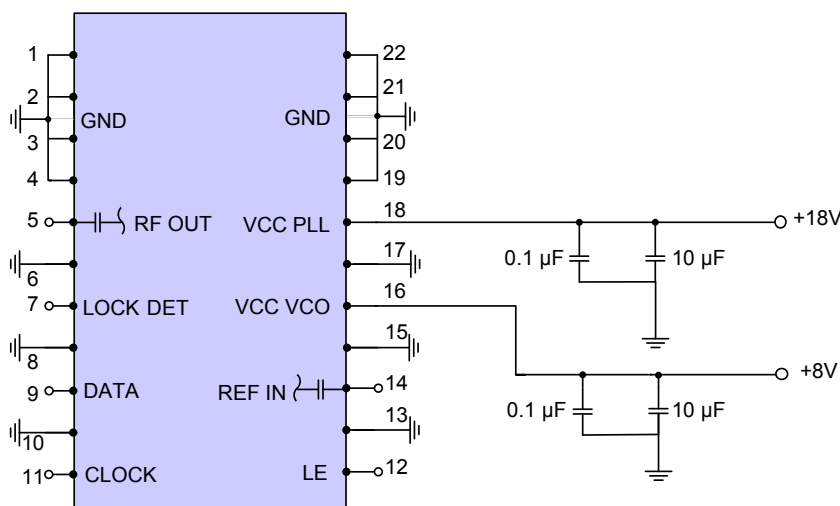 1
2
GND
3
4
5
RF OUT
6
7
LOCK DET
8
9
DATA
10
11
CLOCK
22
21
GND
20
19
18
VCC PLL
17
16
VCC VCO
15
14
REF IN
13
12
LE
+18V
0.1 µF
10 µF
+8V
0.1 µF
10 µF